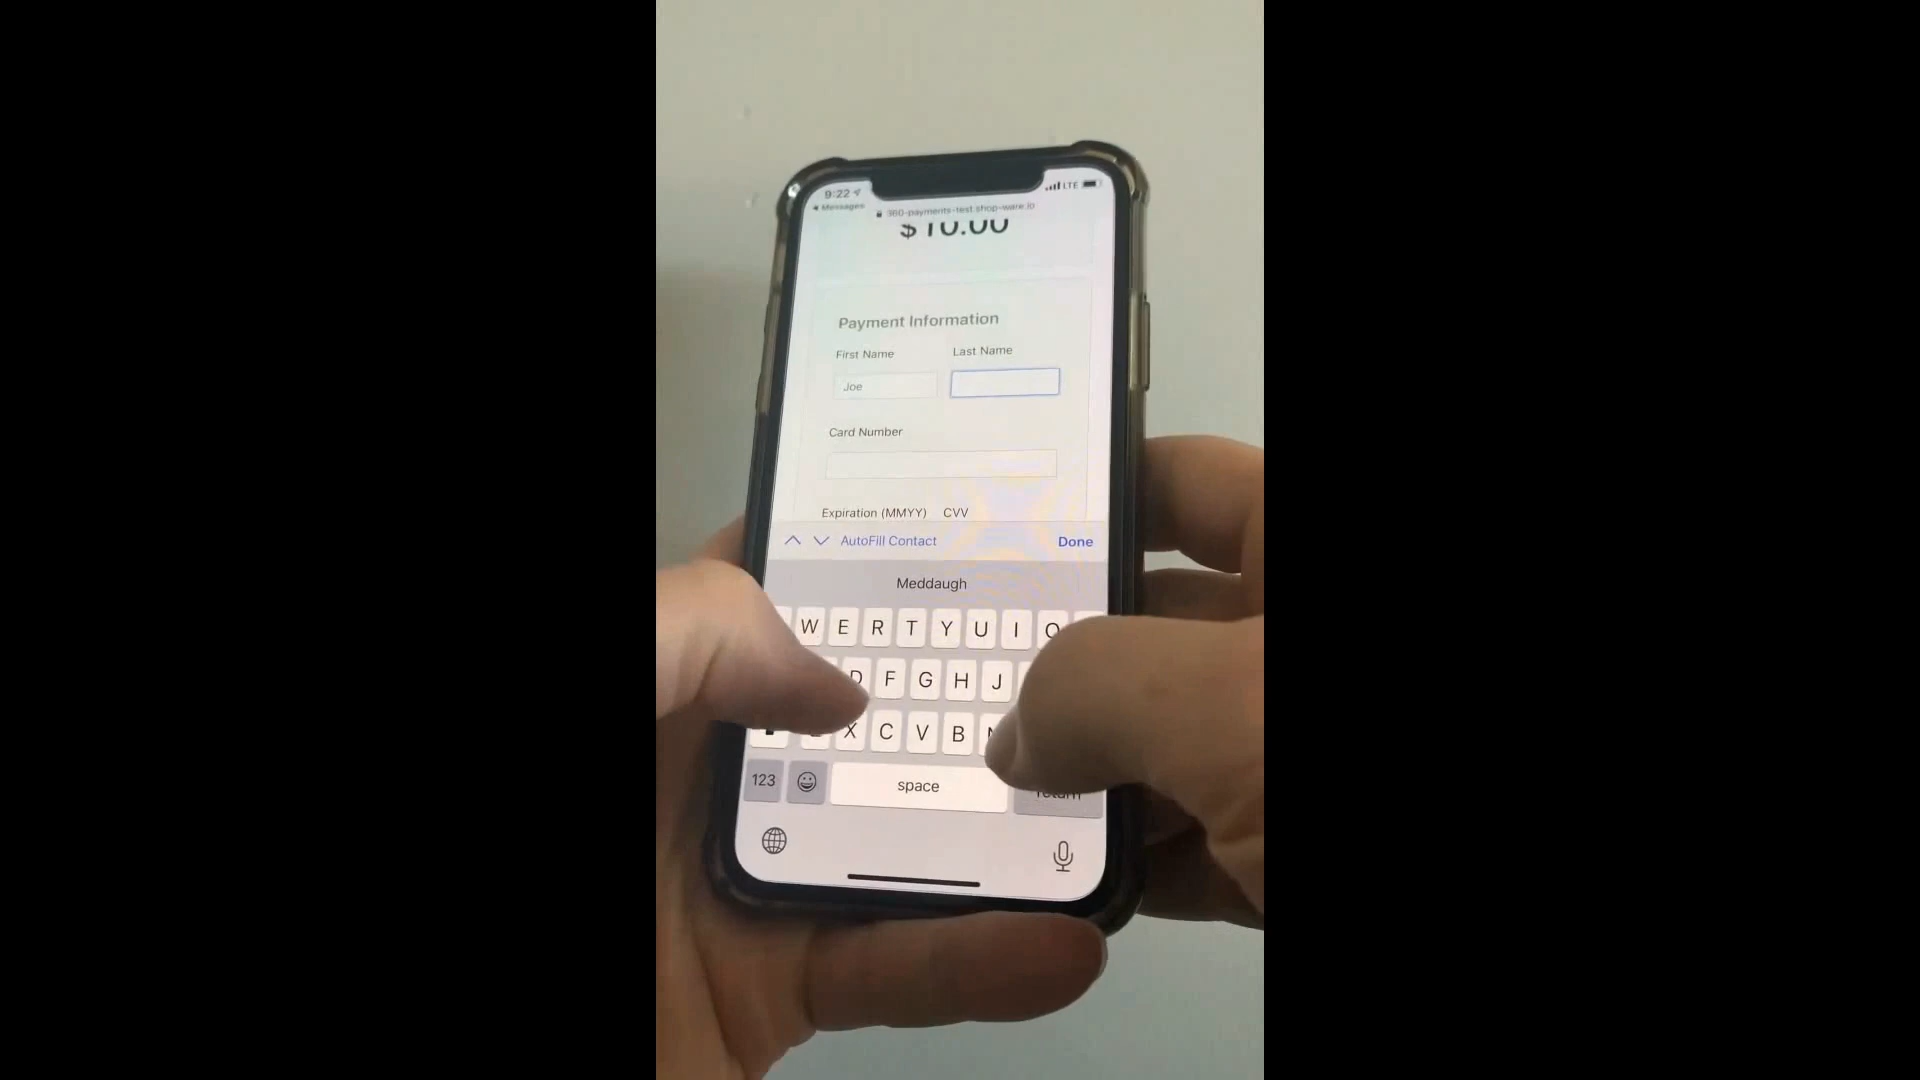 9:22
LTE
Messages
360-payments-test.shop-ware.io
$10.00
Payment Information
First Name
Last Name
Joe
Card Number
Expiration (MMYY)
CVV
AutoFill Contact
Done
Meddaugh
W E R T Y U I O
D F G H J
X C V B N
123
space
return